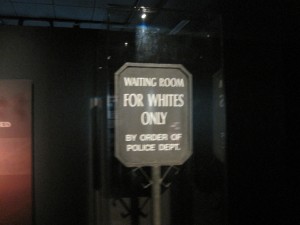 WAITING ROOM
FOR WHITES
ONLY
BY ORDER OF
POLICE DEPT.